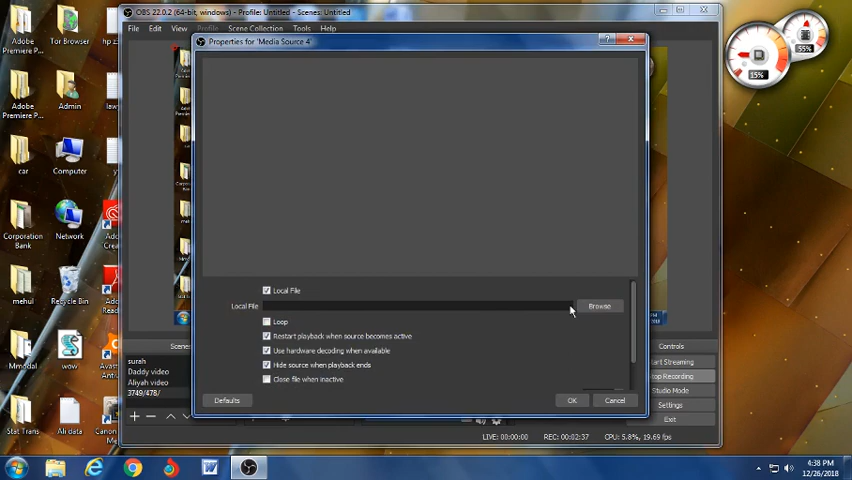 OBS 22.0.2 (64-bit, windows) - Profile: Untitled - Scenes: Untitled
File Edit View Profile Scene Collection Tools Help
Properties for 'Media Source 4'
Adobe Premiere P...
Tor Browser
hp
Adobe Premiere P...
Admin
car
Computer
Corporation Bank
Network
mehul
Recycle Bin
Mmodal
wow
Stat Trans
Ali data
15%
55%
Local File
Local File
Browse
Loop
Restart playback when source becomes active
Use hardware decoding when available
Hide source when playback ends
Close file when inactive
Defaults
OK
Cancel
surah
Daddy video
Aliyah video
3749/478/
Controls
Studio Mode
Settings
Exit
LIVE: 00:00:00 REC: 00:02:37 CPU: 5.8%, 19.69 fps
4:38 PM
12/26/2018